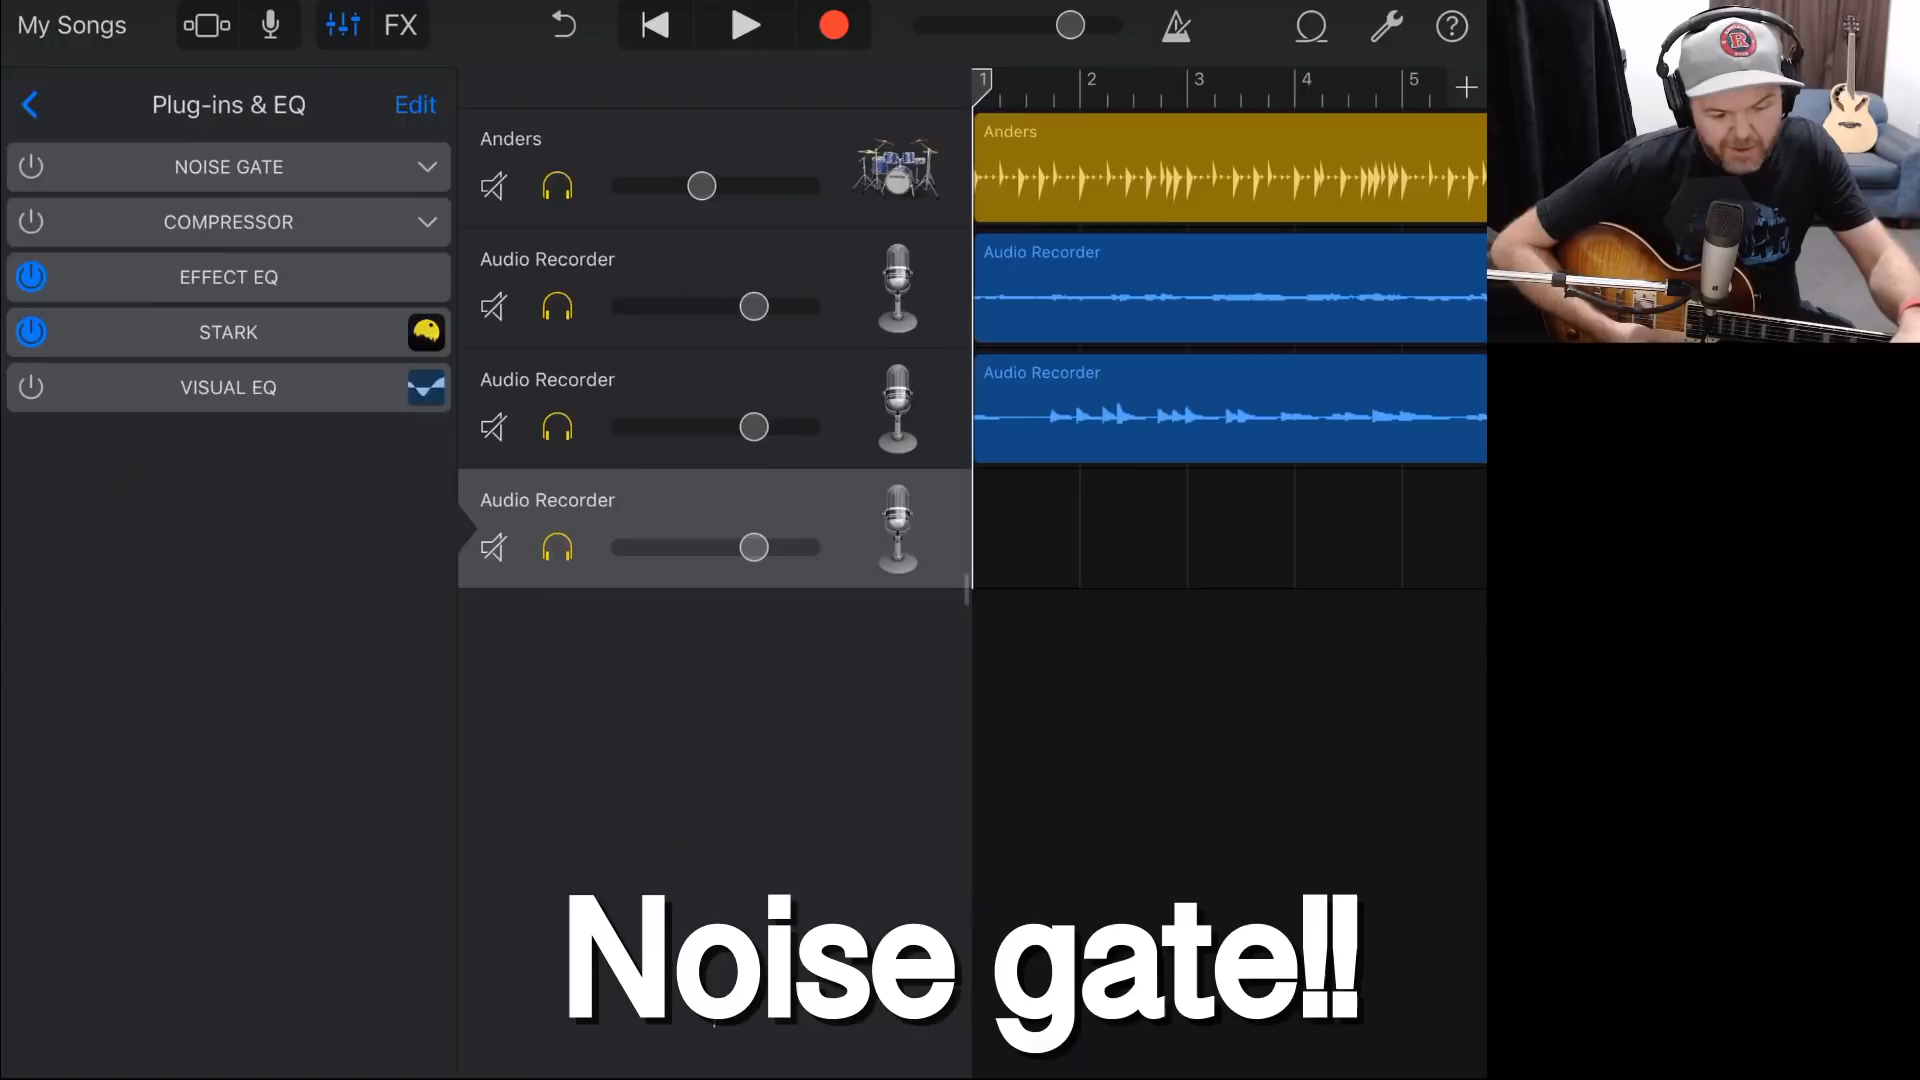 My Songs
FX
Plug-ins & EQ
Edit
NOISE GATE
COMPRESSOR
EFFECT EQ
STARK
VISUAL EQ
Anders
Audio Recorder
Audio Recorder
Audio Recorder
1 2 3 4 5
Anders
Audio Recorder
Audio Recorder
R
Noise gate!!